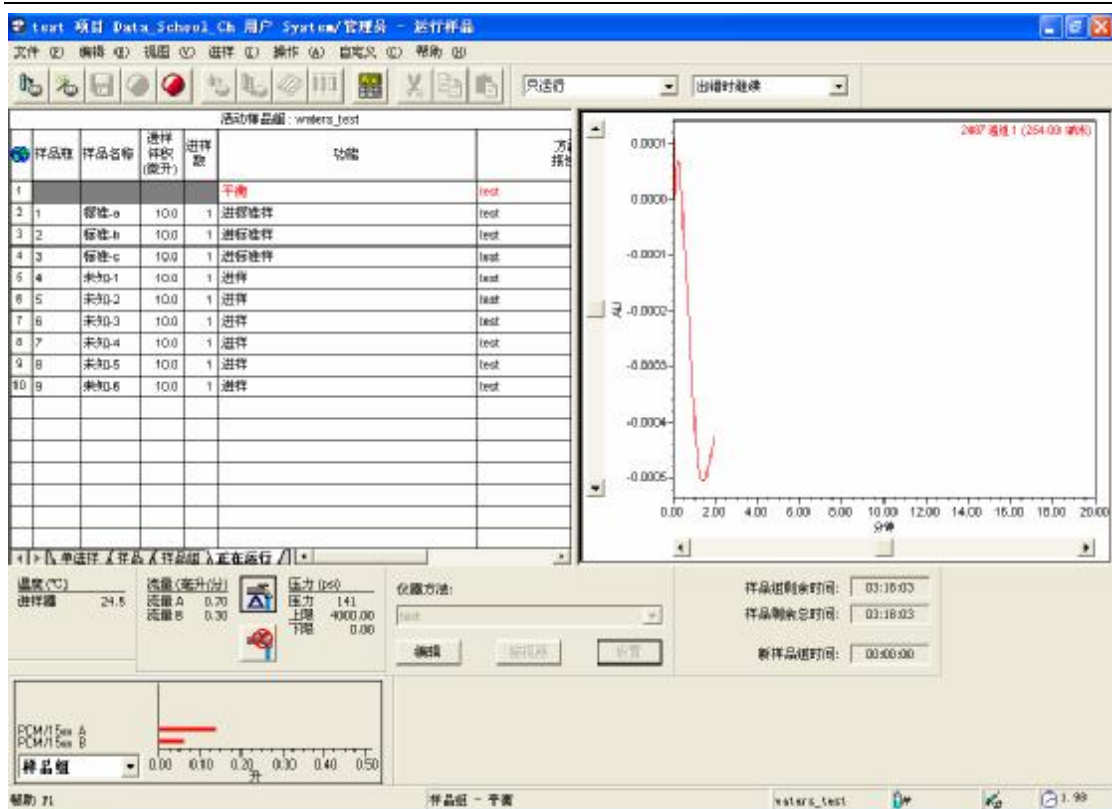 test 项目 Data_School_Ch 用户 System/管理员 - 运行样品
文件 (F) 编辑 (E) 视图 (V) 进样 (I) 操作 (A) 自定义 (C) 帮助 (H)
只运行 出错时继续
活动样品组: waters_test
样品瓶 样品名称 进样体积(微升) 进样数 功能
1 平衡 test
2 1 标准-a 10.0 1 进标准样 test
3 2 标准-b 10.0 1 进标准样 test
4 3 标准-c 10.0 1 进标准样 test
5 4 未知-1 10.0 1 进样 test
6 5 未知-2 10.0 1 进样 test
7 6 未知-3 10.0 1 进样 test
8 7 未知-4 10.0 1 进样 test
9 8 未知-5 10.0 1 进样 test
10 9 未知-6 10.0 1 进样 test
单进样 样品 样品组 正在运行
2487 通道 1 (254.00 纳米)
0.0001
0.0000
-0.0001
-0.0002
-0.0003
-0.0004
-0.0005
AU
0.00 2.00 4.00 6.00 8.00 10.00 12.00 14.00 16.00 18.00 20.00
分钟
温度(℃)
进样器 24.5
流量(毫升/分)
流量 A 0.70
流量 B 0.30
压力 (psi)
压力 141
上限 4000.00
下限 0.00
仪器方法:
test
编辑 监视器 设置
样品组剩余时间: 03:18:03
样品剩余总时间: 03:18:03
新样品组时间: 00:00:00
PCM/15xx A
PCM/15xx B
样品组
0.00 0.10 0.20 0.30 0.40 0.50
升
帮助 F1 样品组 - 平衡 waters_test 1.98